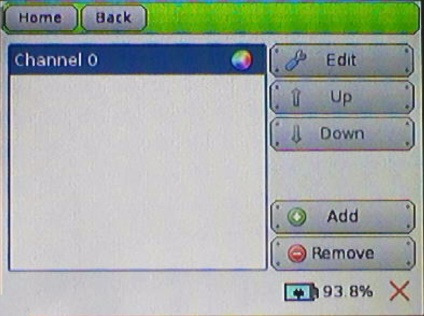 Home Back
Channel 0
Edit
Up
Down
Add
Remove
93.8%